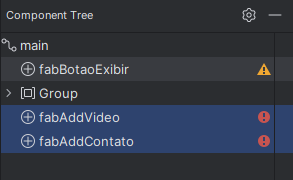 Component Tree
main
fabBotaoExibir
Group
fabAddVideo
fabAddContato